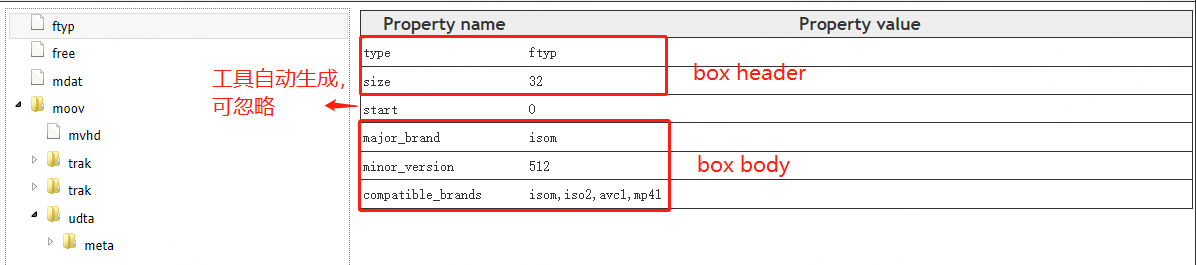 ftyp
free
mdat
moov
mvhd
trak
trak
udta
meta
工具自动生成，
可忽略
Property name Property value
type ftyp
size 32
start 0
major_brand isom
minor_version 512
compatible_brands isom,iso2,avc1,mp41
box header
box body